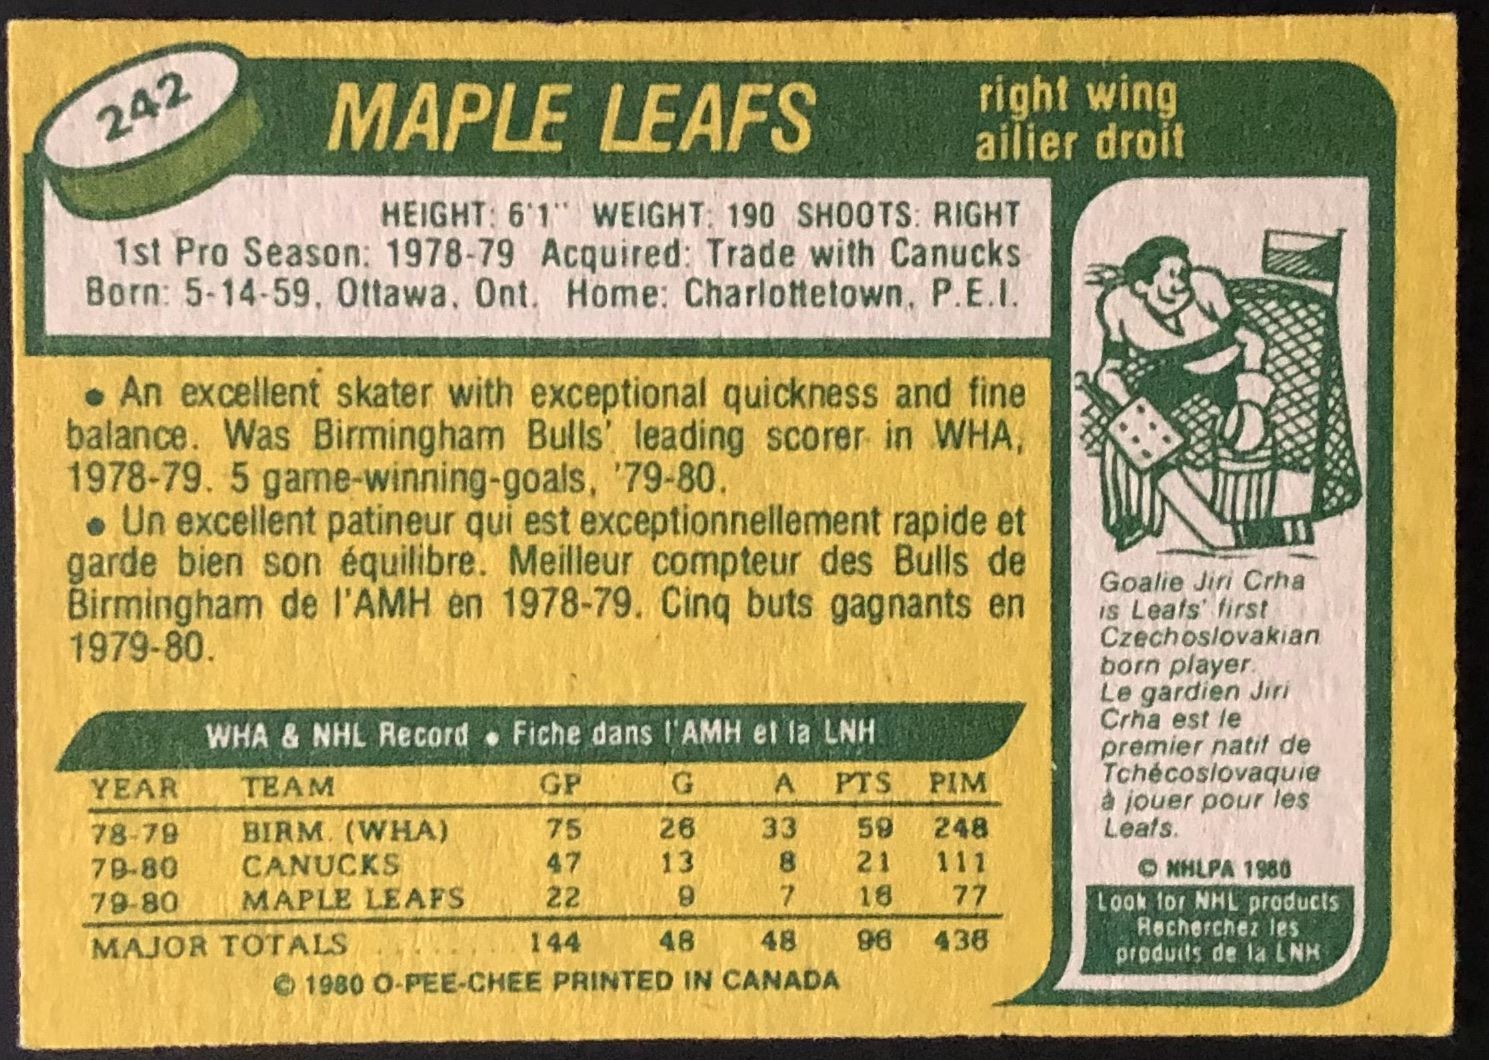 242
MAPLE LEAFS
right wing
ailier droit
HEIGHT: 6'1" WEIGHT: 190 SHOOTS: RIGHT
1st Pro Season: 1978-79 Acquired: Trade with Canucks
Born: 5-14-59, Ottawa, Ont. Home: Charlottetown, P.E.I.
• An excellent skater with exceptional quickness and fine
balance. Was Birmingham Bulls' leading scorer in WHA,
1978-79. 5 game-winning-goals, '79-80.
• Un excellent patineur qui est exceptionnellement rapide et
garde bien son équilibre. Meilleur compteur des Bulls de
Birmingham de l'AMH en 1978-79. Cinq buts gagnants en
1979-80.
WHA & NHL Record • Fiche dans l'AMH et la LNH
YEAR TEAM GP G A PTS PIM
78-79 BIRM. (WHA) 75 26 33 59 248
79-80 CANUCKS 47 13 8 21 111
79-80 MAPLE LEAFS 22 9 7 16 77
MAJOR TOTALS ........ 144 48 48 96 436
© 1980 O-PEE-CHEE PRINTED IN CANADA
Goalie Jiri Crha
is Leafs' first
Czechoslovakian
born player.
Le gardien Jiri
Crha est le
premier natif de
Tchécoslovaquie
à jouer pour les
Leafs.
© NHLPA 1980
Look for NHL products
Recherchez les
produits de la LNH